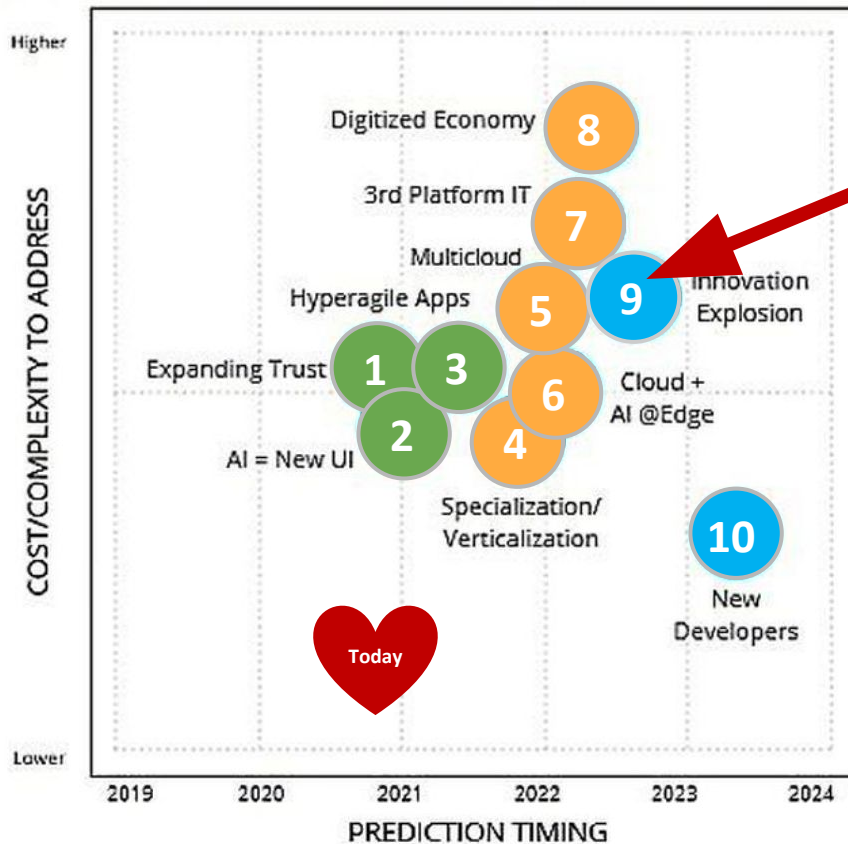 Higher
Digitized Economy
8
3rd Platform IT
7
Multicloud
Innovation
Explosion
9
Hyperagile Apps
5
Expanding Trust
1
3
Cloud +
AI @Edge
6
2
4
AI = New UI
Specialization/
Verticalization
10
New
Developers
Today
Lower
COST/COMPLEXITY TO ADDRESS
2019
2020
2021
2022
2023
2024
PREDICTION TIMING